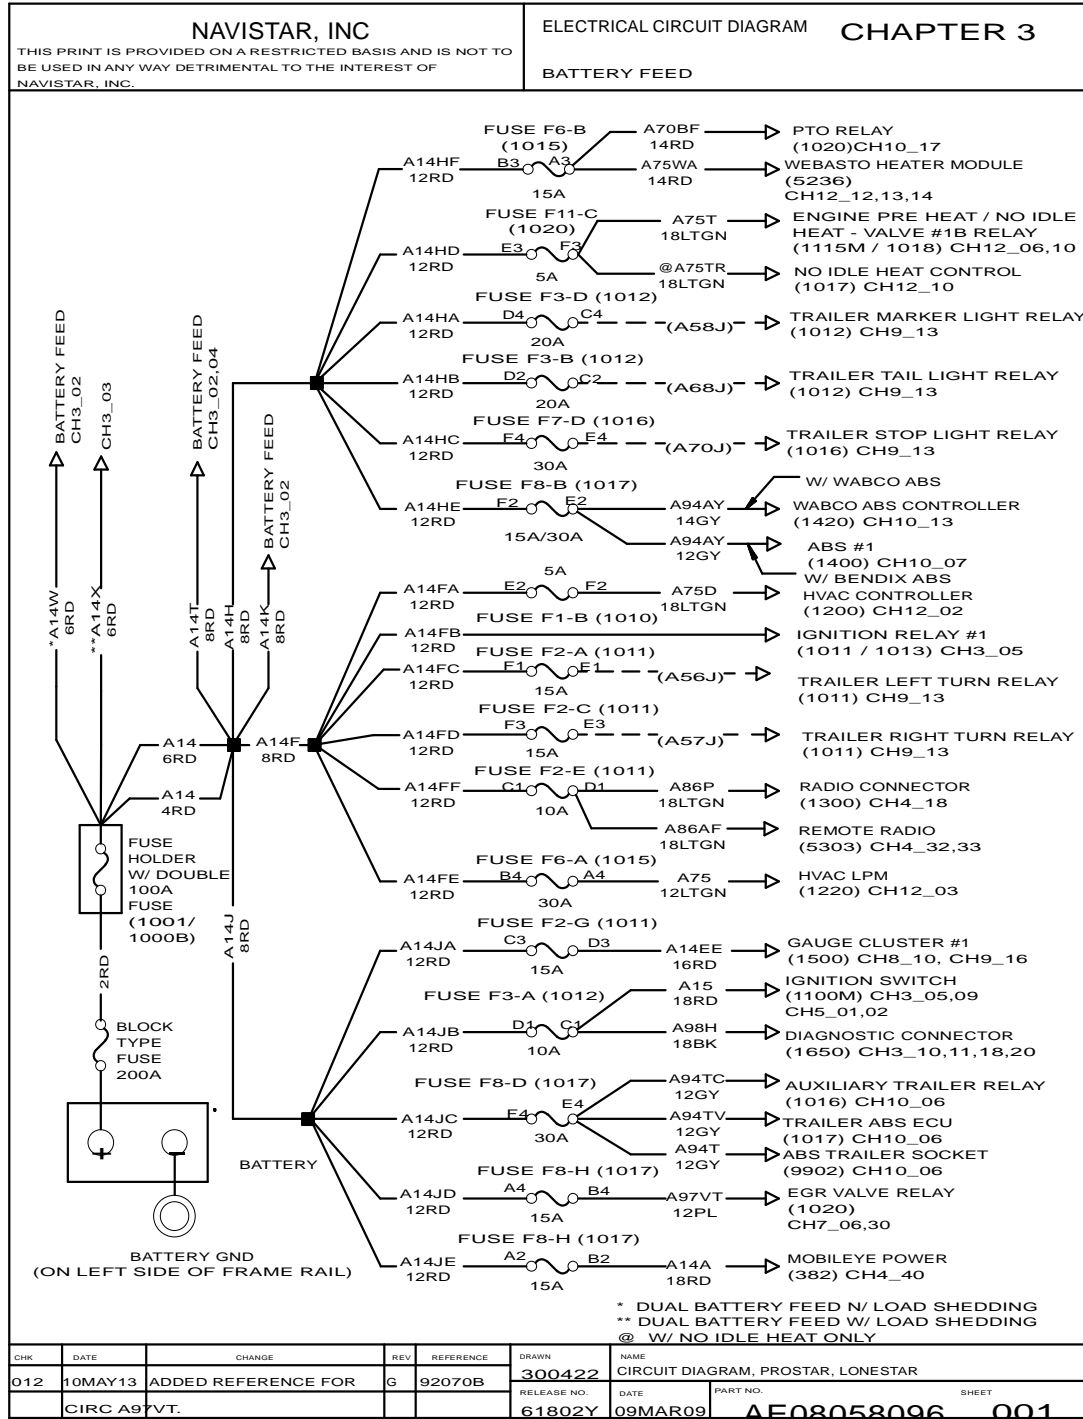 NAVISTAR, INC
THIS PRINT IS PROVIDED ON A RESTRICTED BASIS AND IS NOT TO
BE USED IN ANY WAY DETRIMENTAL TO THE INTEREST OF
NAVISTAR, INC.
ELECTRICAL CIRCUIT DIAGRAM
CHAPTER 3
BATTERY FEED
FUSE F6-B
(1015)
A14HF
12RD
B3
A3
15A
A70BF
14RD
PTO RELAY
(1020)CH10_17
A75WA
14RD
WEBASTO HEATER MODULE
(5236)
CH12_12,13,14
FUSE F11-C
(1020)
A14HD
12RD
E3
F3
5A
A75T
18LTGN
ENGINE PRE HEAT / NO IDLE
HEAT - VALVE #1B RELAY
(1115M / 1018) CH12_06,10
@A75TR
18LTGN
NO IDLE HEAT CONTROL
(1017) CH12_10
FUSE F3-D (1012)
A14HA
12RD
D4
C4
20A
(A58J)
TRAILER MARKER LIGHT RELAY
(1012) CH9_13
FUSE F3-B (1012)
A14HB
12RD
D2
C2
20A
(A68J)
TRAILER TAIL LIGHT RELAY
(1012) CH9_13
FUSE F7-D (1016)
A14HC
12RD
F4
E4
30A
(A70J)
TRAILER STOP LIGHT RELAY
(1016) CH9_13
FUSE F8-B (1017)
A14HE
12RD
F2
E2
15A/30A
W/ WABCO ABS
A94AY
14GY
WABCO ABS CONTROLLER
(1420) CH10_13
A94AY
12GY
ABS #1
(1400) CH10_07
W/ BENDIX ABS
5A
A14FA
12RD
E2
F2
A75D
18LTGN
HVAC CONTROLLER
(1200) CH12_02
FUSE F1-B (1010)
A14FB
12RD
IGNITION RELAY #1
(1011 / 1013) CH3_05
FUSE F2-A (1011)
A14FC
12RD
F1
E1
15A
(A56J)
TRAILER LEFT TURN RELAY
(1011) CH9_13
FUSE F2-C (1011)
A14FD
12RD
F3
E3
15A
(A57J)
TRAILER RIGHT TURN RELAY
(1011) CH9_13
FUSE F2-E (1011)
A14FF
12RD
C1
D1
10A
A86P
18LTGN
RADIO CONNECTOR
(1300) CH4_18
A86AF
18LTGN
REMOTE RADIO
(5303) CH4_32,33
FUSE F6-A (1015)
A14FE
12RD
B4
A4
30A
A75
12LTGN
HVAC LPM
(1220) CH12_03
FUSE F2-G (1011)
A14JA
12RD
C3
D3
15A
A14EE
16RD
GAUGE CLUSTER #1
(1500) CH8_10, CH9_16
FUSE F3-A (1012)
A14JB
12RD
D1
C1
10A
A15
18RD
IGNITION SWITCH
(1100M) CH3_05,09
CH5_01,02
A98H
18BK
DIAGNOSTIC CONNECTOR
(1650) CH3_10,11,18,20
FUSE F8-D (1017)
A14JC
12RD
F4
E4
30A
A94TC
12GY
AUXILIARY TRAILER RELAY
(1016) CH10_06
A94TV
12GY
TRAILER ABS ECU
(1017) CH10_06
A94T
12GY
ABS TRAILER SOCKET
(9902) CH10_06
FUSE F8-H (1017)
A14JD
12RD
A4
B4
15A
A97VT
12PL
EGR VALVE RELAY
(1020)
CH7_06,30
FUSE F8-H (1017)
A14JE
12RD
A2
B2
15A
A14A
18RD
MOBILEYE POWER
(382) CH4_40
BATTERY FEED
CH3_02
CH3_03
BATTERY FEED
CH3_02,04
BATTERY FEED
CH3_02
*A14W
6RD
**A14X
6RD
A14T
8RD
A14H
8RD
A14K
8RD
A14
6RD
A14F
8RD
A14
4RD
A14J
8RD
FUSE
HOLDER
W/ DOUBLE
100A
FUSE
(1001/
1000B)
2RD
BLOCK
TYPE
FUSE
200A
+
BATTERY
BATTERY GND
(ON LEFT SIDE OF FRAME RAIL)
* DUAL BATTERY FEED N/ LOAD SHEDDING
** DUAL BATTERY FEED W/ LOAD SHEDDING
@ W/ NO IDLE HEAT ONLY
CHK DATE CHANGE REV REFERENCE
012 10MAY13 ADDED REFERENCE FOR G 92070B
CIRC A97VT.
DRAWN
300422
NAME
CIRCUIT DIAGRAM, PROSTAR, LONESTAR
RELEASE NO.
61802Y
DATE
09MAR09
PART NO.
AE08058096
SHEET
001